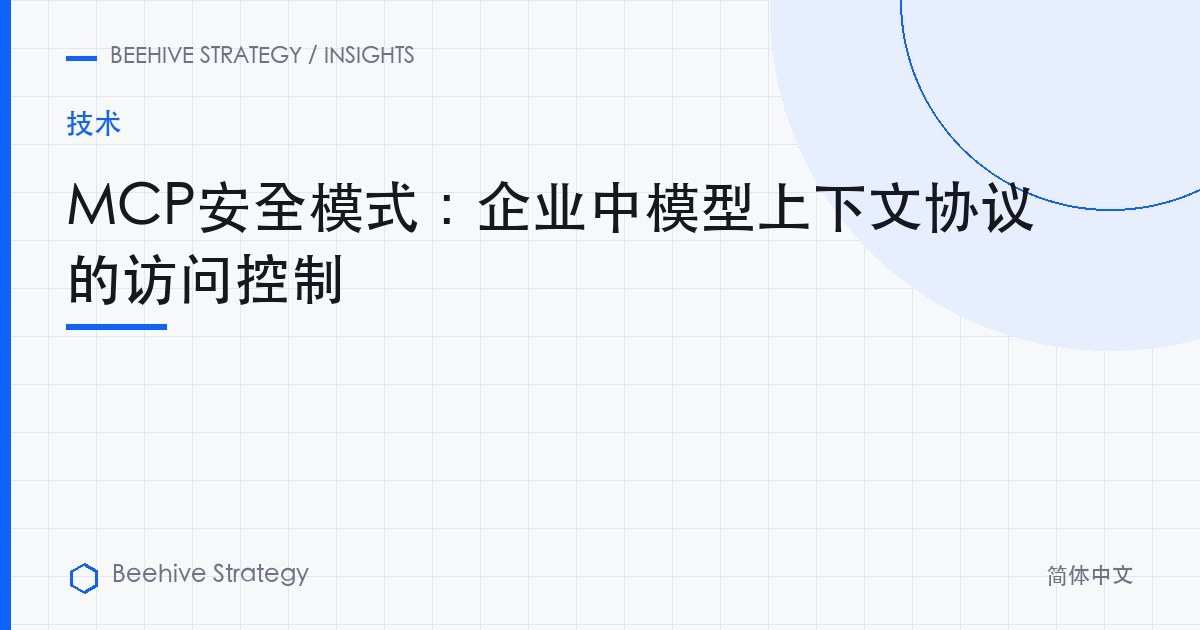 BEEHIVE STRATEGY / INSIGHTS
技术
MCP安全模式：企业中模型上下文协议
的访问控制
Beehive Strategy
简体中文